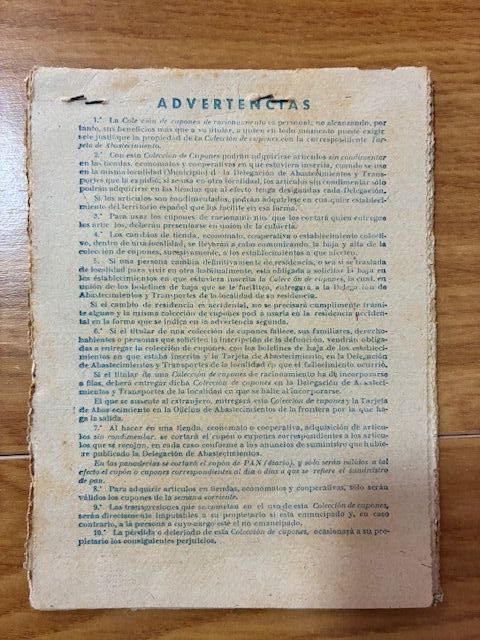 ADVERTENCIAS
1.ª La Colección de cupones de racionamiento es personal, no alcanzando, por
tanto, sus beneficios más que a su titular, a quien en todo momento puede exigir
sele justifique la propiedad de la Colección de cupones con la correspondiente Tar-
jeta de Abastecimiento.
2.ª Con esta Colección de Cupones podrán adquirirse artículos sin condimentar
en las tiendas, economatos y cooperativas en que estuviera inscrita, cuando se usa
en la misma localidad (Municipio) de la Delegación de Abastecimientos y Trans-
portes que la expidió; si se usa en otra localidad, los artículos sin condimentar sólo
podrán adquirirse en las tiendas que al efecto tenga designadas cada Delegación.
Si los artículos son condimentados, podrán adquirirse en cualquier estableci-
miento del territorio español que los facilite en esa forma.
3.ª Para usar los cupones de racionamiento que los cortará quien entregue
los artículos, deberán presentarse en unión de la cubierta.
4.ª Los cambios de tienda, economato, cooperativa o establecimiento colecti-
vo, dentro de una localidad, se llevarán a cabo comunicando la baja y alta de la
colección de cupones, sucesivamente, a los establecimientos a que afecten.
5.ª Si una persona cambia definitivamente de residencia, o sea si se traslada
de localidad para vivir en otra habitualmente, está obligada a solicitar la baja en
los establecimientos en que estuviera inscrita la Colección de cupones, la cual, en
unión de los boletines de baja que se le faciliten, entregará, a la Delegación de
Abastecimientos y Transportes de la localidad de su residencia.
Si el cambio de residencia es accidental, no se precisará cumplimente trámi-
te alguno y la misma colección de cupones podrá usarla en la residencia acciden-
tal en la forma que se indica en la advertencia segunda.
6.ª Si el titular de una colección de cupones fallece, sus familiares, derecho-
habientes o personas que soliciten la inscripción de la defunción, vendrán obliga-
das a entregar la colección de cupones, con los boletines de baja de los estableci-
mientos en que estaba inscrita y la Tarjeta de Abastecimiento, en la Delegación
de Abastecimientos y Transportes de la localidad en que el fallecimiento ocurrió.
Si el titular de una Colección de cupones de racionamiento ha de incorporarse
a filas, deberá entregar dicha Colección de cupones en la Delegación de Abasteci-
mientos y Transportes de la localidad en que se halle al incorporarse.
El que se ausente al extranjero, entregará esta Colección de cupones y la Tarjeta
de Abastecimiento en la Oficina de Abastecimientos de la frontera por la que ha-
ga la salida.
7.ª Al hacer en una tienda, economato o cooperativa, adquisición de artícu-
los sin condimentar, se cortará el cupón o cupones correspondientes a los artícu-
los que se recojan, en cada caso conforme a los anuncios de suministro que hubie-
re publicado la Delegación de Abastecimientos.
En las panaderías se cortará el cupón de PAN (diario), y sólo serán válidos a tal
efecto el cupón o cupones correspondientes al día o días a que se refiere el suministro
de pan.
8.ª Para adquirir artículos en tiendas, economatos y cooperativas, sólo serán
válidos los cupones de la semana corriente.
9.ª Las transgresiones que se cometan en el uso de esta Colección de cupones,
serán directamente imputables a su propietario si está emancipado y, en caso
contrario, a la persona a cuyo cargo esté el no emancipado.
10.ª La pérdida o deterioro de esta Colección de cupones, ocasionará a su pro-
pietario los consiguientes perjuicios.